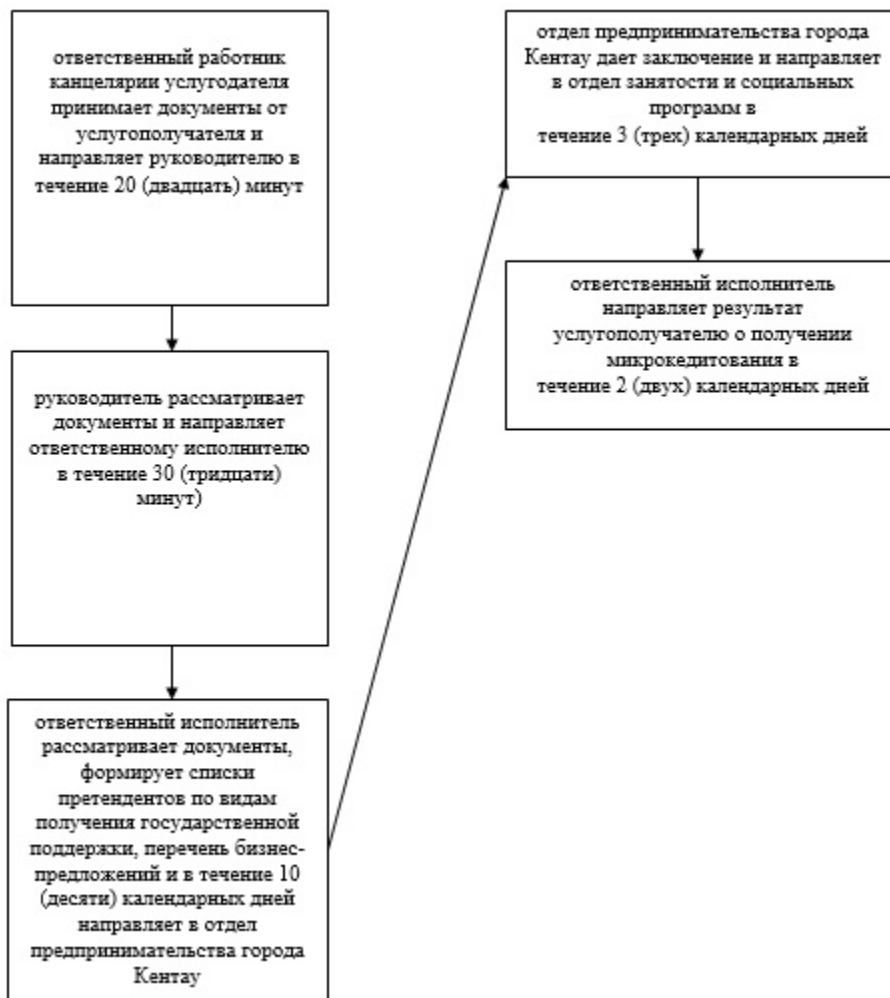 ответственный работник
канцелярии услугодателя
принимает документы от
услугополучателя и
направляет руководителю в
течение 20 (двадцать) минут
руководитель рассматривает
документы и направляет
ответственному исполнителю
в течение 30 (тридцати)
минут)
ответственный исполнитель
рассматривает документы,
формирует списки
претендентов по видам
получения государственной
поддержки, перечень бизнес-
предложений и в течение 10
(десяти) календарных дней
направляет в отдел
предпринимательства города
Кентау
отдел предпринимательства города
Кентау дает заключение и направляет
в отдел занятости и социальных
программ в
течение 3 (трех) календарных дней
ответственный исполнитель
направляет результат
услугополучателю о получении
микрокедитования в
течение 2 (двух) календарных дней